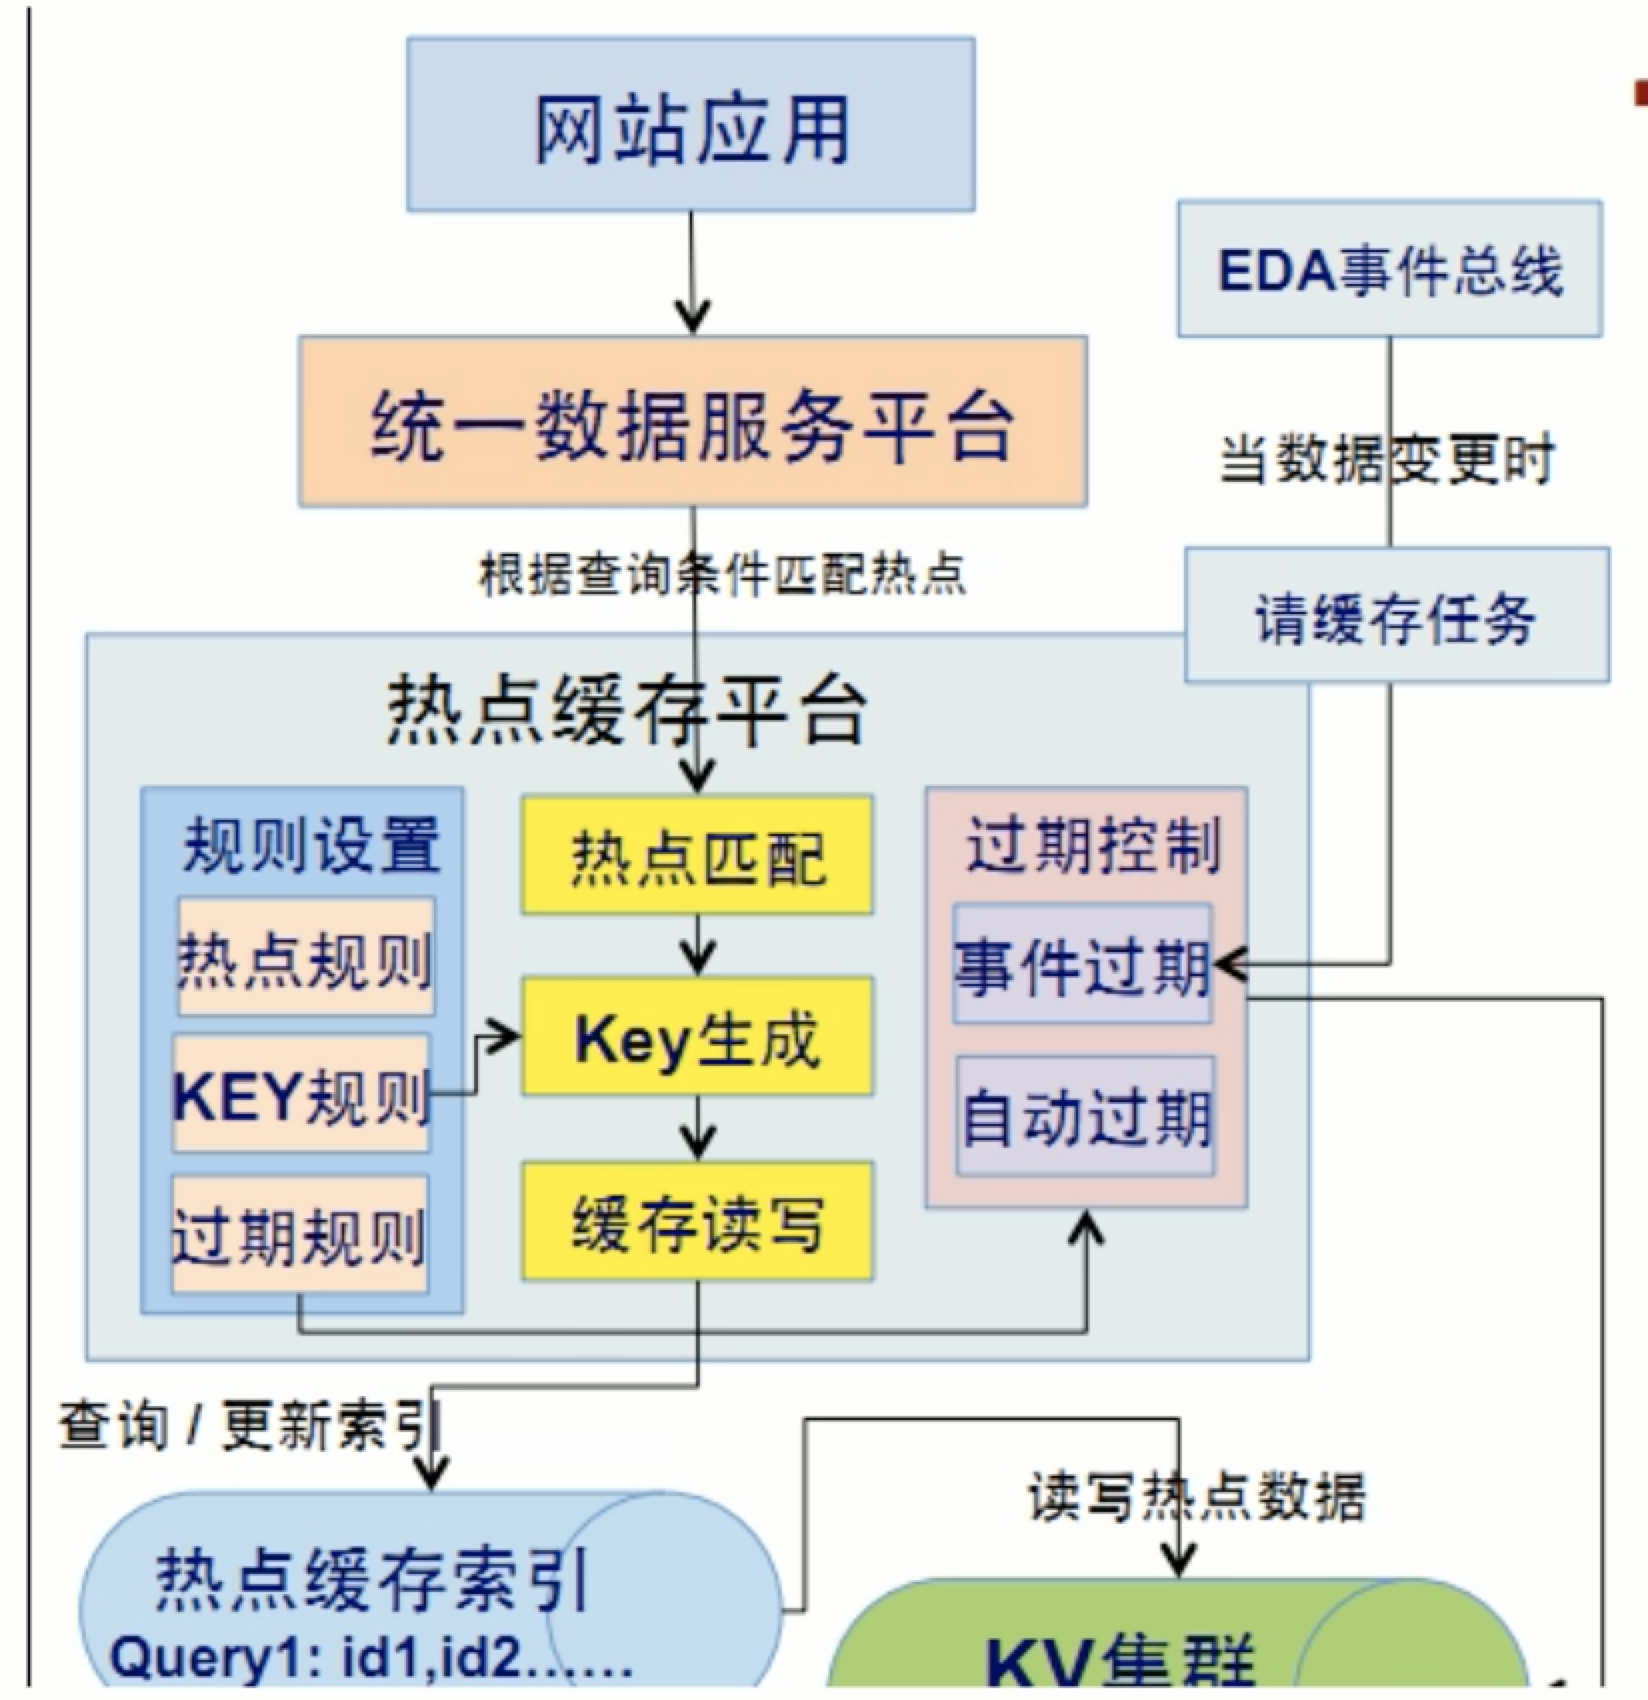 网站应用
EDA事件总线
统一数据服务平台
当数据变更时
根据查询条件匹配热点
请缓存任务
热点缓存平台
规则设置
热点规则
KEY规则
过期规则
热点匹配
Key生成
缓存读写
过期控制
事件过期
自动过期
查询 / 更新索引
读写热点数据
热点缓存索引
Query1: id1,id2......
KV集群